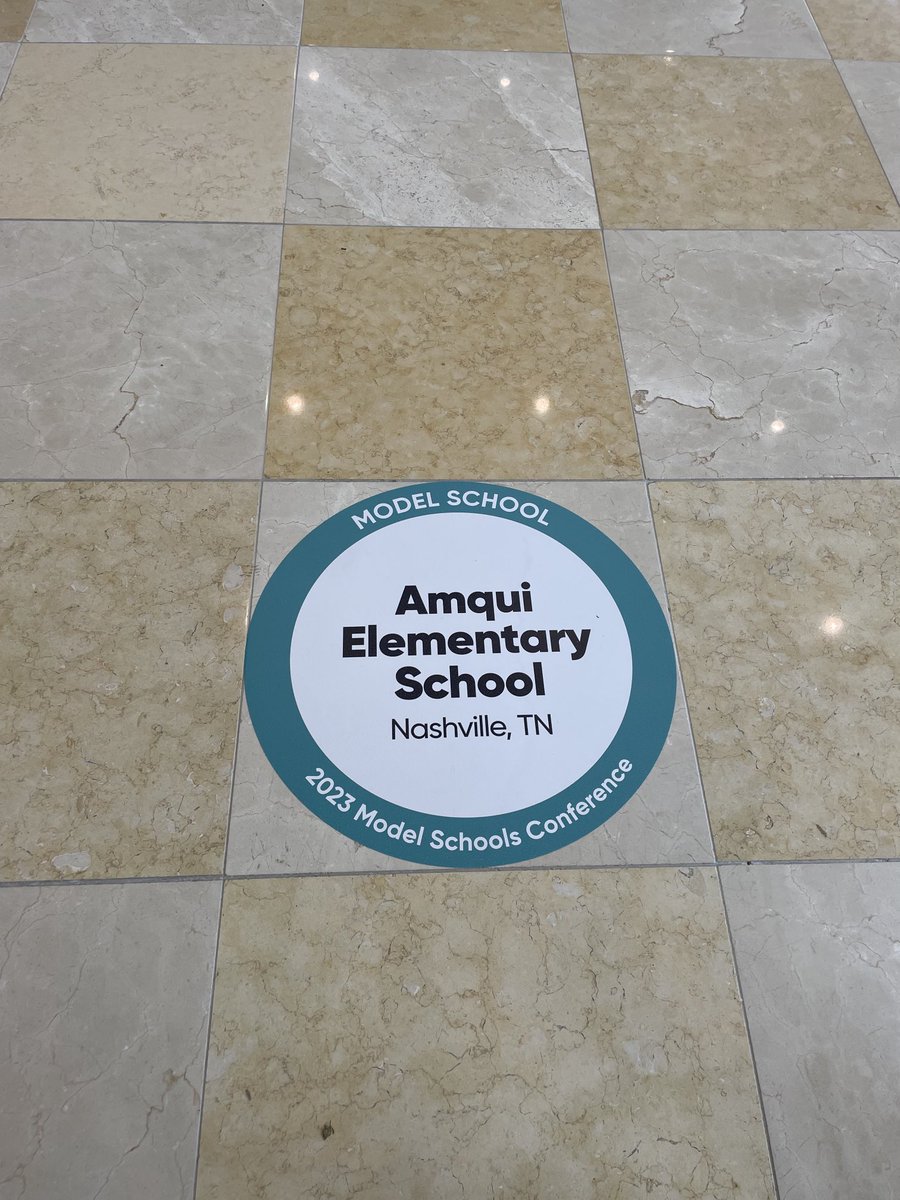 MODEL SCHOOL
Amqui
Elementary
School
Nashville, TN
2023 Model Schools Conference